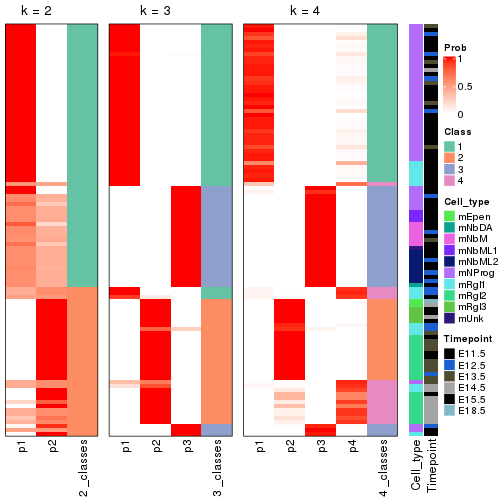 k = 2
k = 3
k = 4
p1
p2
2_classes
p1
p2
p3
3_classes
p1
p2
p3
p4
4_classes
Cell_type
Timepoint
Prob
1
0.5
0
Class
1
2
3
4
Cell_type
mEpen
mNbDA
mNbM
mNbML1
mNbML2
mNProg
mRgl1
mRgl2
mRgl3
mUnk
Timepoint
E11.5
E12.5
E13.5
E14.5
E15.5
E18.5